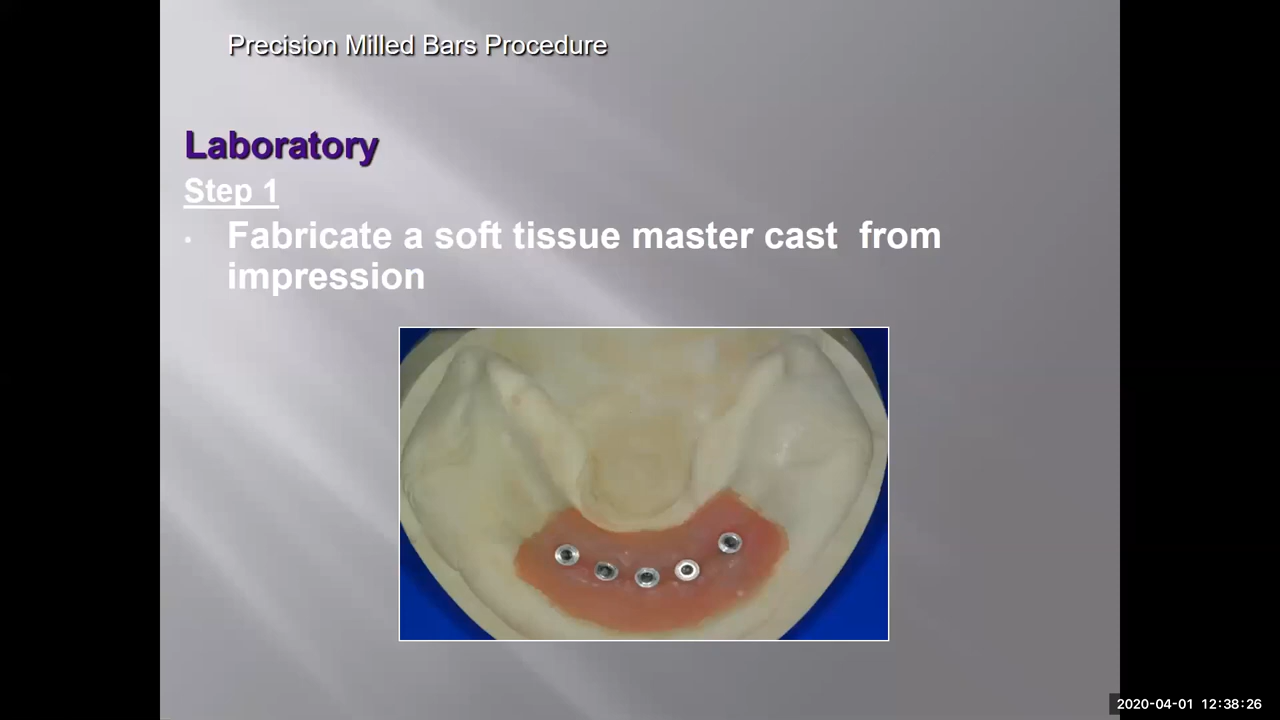 Precision Milled Bars Procedure
Laboratory
Step 1
• Fabricate a soft tissue master cast  from
impression
2020-04-01 12:38:26